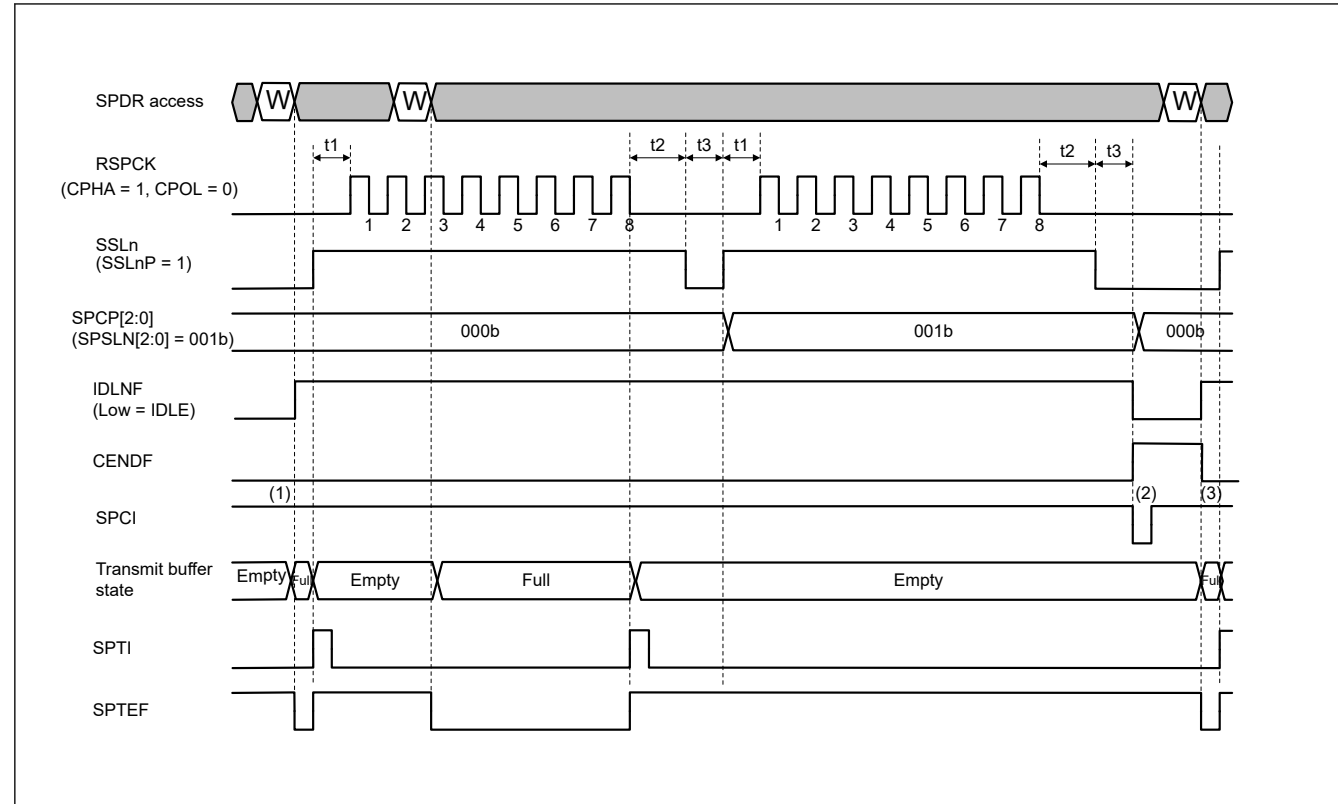 SPDR access
W W W
t1 t2 t3 t1 t2 t3
RSPCK
(CPHA = 1, CPOL = 0)
1 2 3 4 5 6 7 8 1 2 3 4 5 6 7 8
SSLn
(SSLnP = 1)
SPCP[2:0]
(SPSLN[2:0] = 001b)
000b 001b 000b
IDLNF
(Low = IDLE)
CENDF
(1) (2) (3)
SPCI
Transmit buffer
state
Empty Full Empty Full Empty Full
SPTI
SPTEF